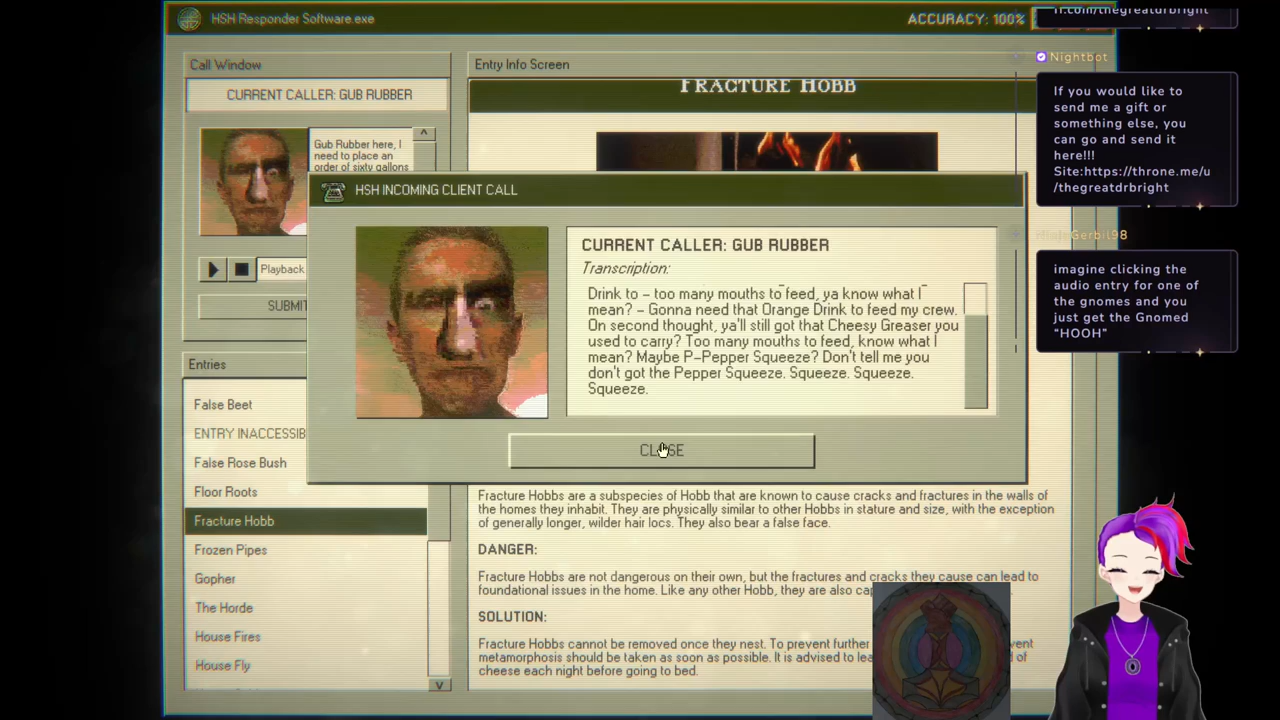 HSH Responder Software.exe
ACCURACY: 100%
Call Window
CURRENT CALLER: GUB RUBBER
Gub Rubber here, I
need to place an
order of sixty gallons
Playback
SUBMIT
Entries
False Beet
ENTRY INACCESSIB
False Rose Bush
Floor Roots
Fracture Hobb
Frozen Pipes
Gopher
The Horde
House Fires
House Fly
Entry Info Screen
FRACTURE HOBB
HSH INCOMING CLIENT CALL
CURRENT CALLER: GUB RUBBER
Transcription:
Drink to – too many mouths to feed, ya know what I
mean? – Gonna need that Orange Drink to feed my crew.
On second thought, ya'll still got that Cheesy Greaser you
used to carry? Too many mouths to feed, know what I
mean? Maybe P-Pepper Squeeze? Don't tell me you
don't got the Pepper Squeeze. Squeeze. Squeeze.
Squeeze.
CLOSE
Fracture Hobbs are a subspecies of Hobb that are known to cause cracks and fractures in the walls of
the homes they inhabit. They are physically similar to other Hobbs in stature and size, with the exception
of generally longer, wilder hair locs. They also bear a false face.
DANGER:
Fracture Hobbs are not dangerous on their own, but the fractures and cracks they cause can lead to
foundational issues in the home. Like any other Hobb, they are also cap
SOLUTION:
Fracture Hobbs cannot be removed once they nest. To prevent further
metamorphosis should be taken as soon as possible. It is advised to lea
cheese each night before going to bed.
vent
d of
rr.com/thegreatdrbright
Nightbot
If you would like to
send me a gift or
something else, you
can go and send it
here!!!
Site:https://throne.me/u
/thegreatdrbright
Gerbil98
imagine clicking the
audio entry for one of
the gnomes and you
just get the Gnomed
"HOOH"